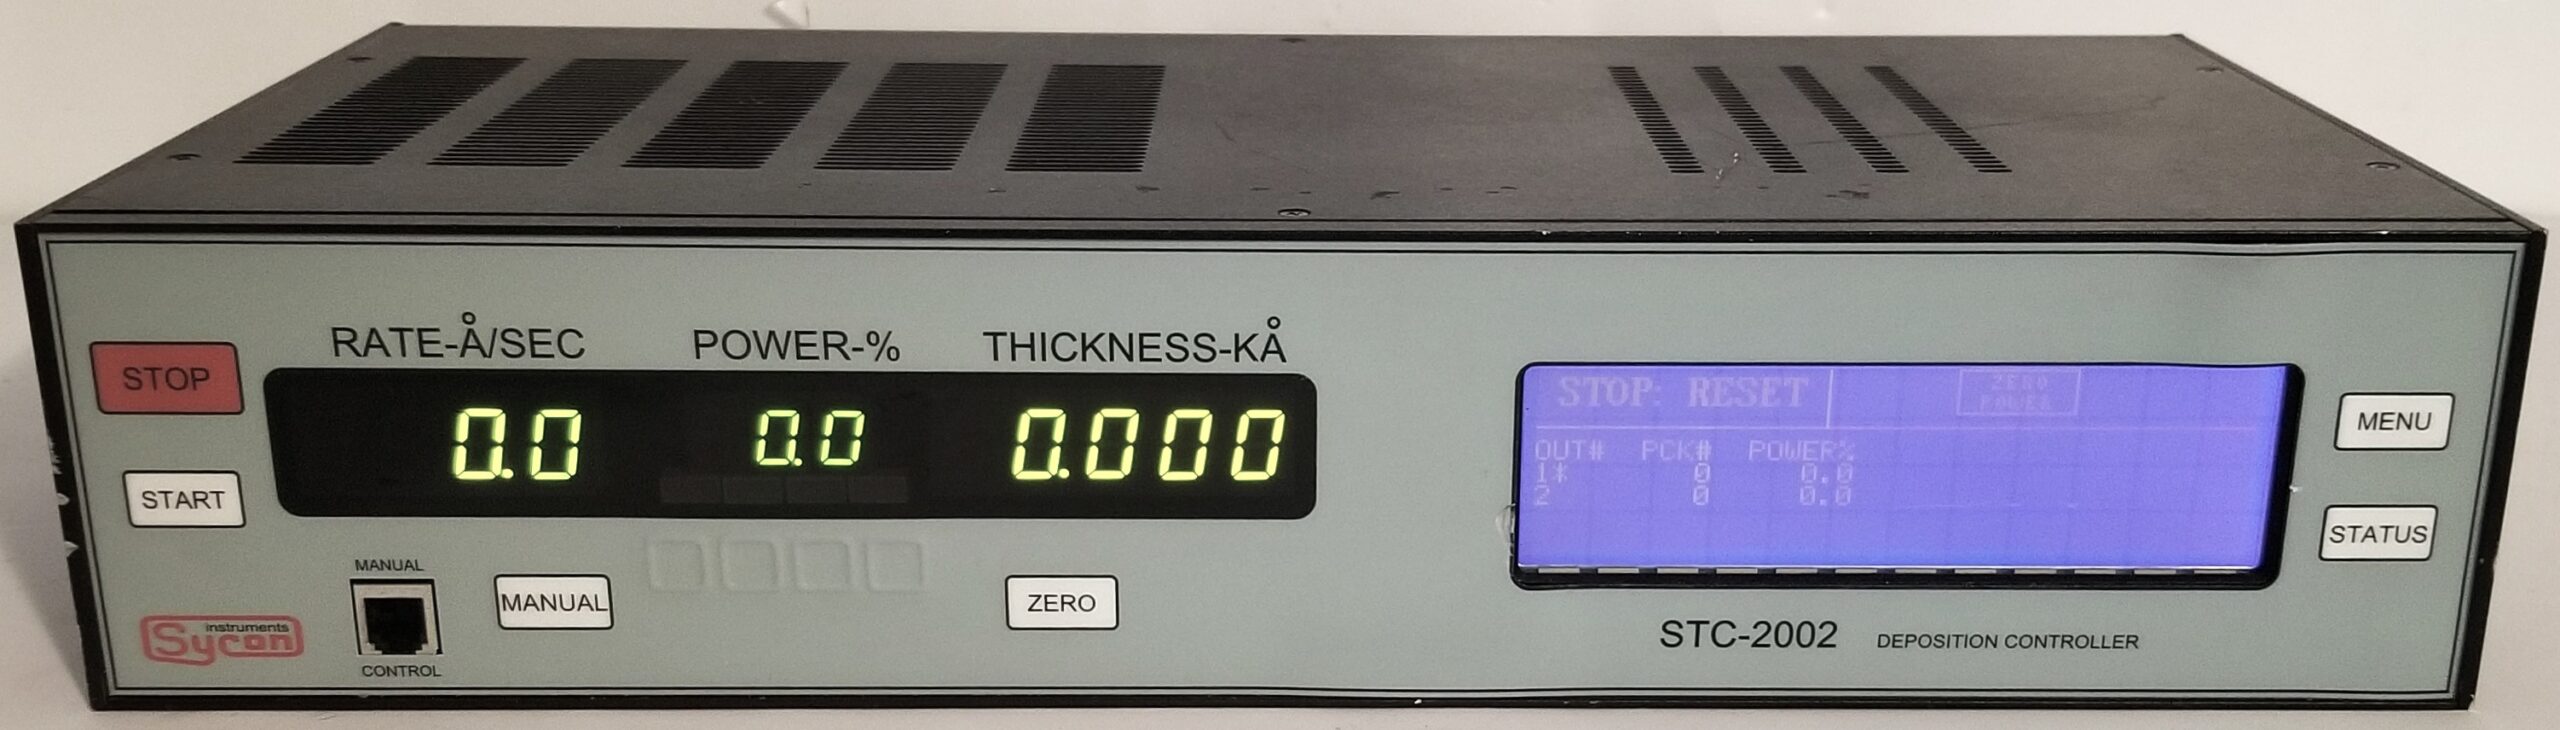 RATE-Å/SEC
POWER-%
THICKNESS-KÅ
STOP
0.0
0.0
0.000
START
MANUAL
CONTROL
MANUAL
ZERO
instruments
Sycon
STOP: RESET
ZERO
POWER
OUT# PCK# POWER%
1* 0 0.0
2 0 0.0
MENU
STATUS
STC-2002 DEPOSITION CONTROLLER